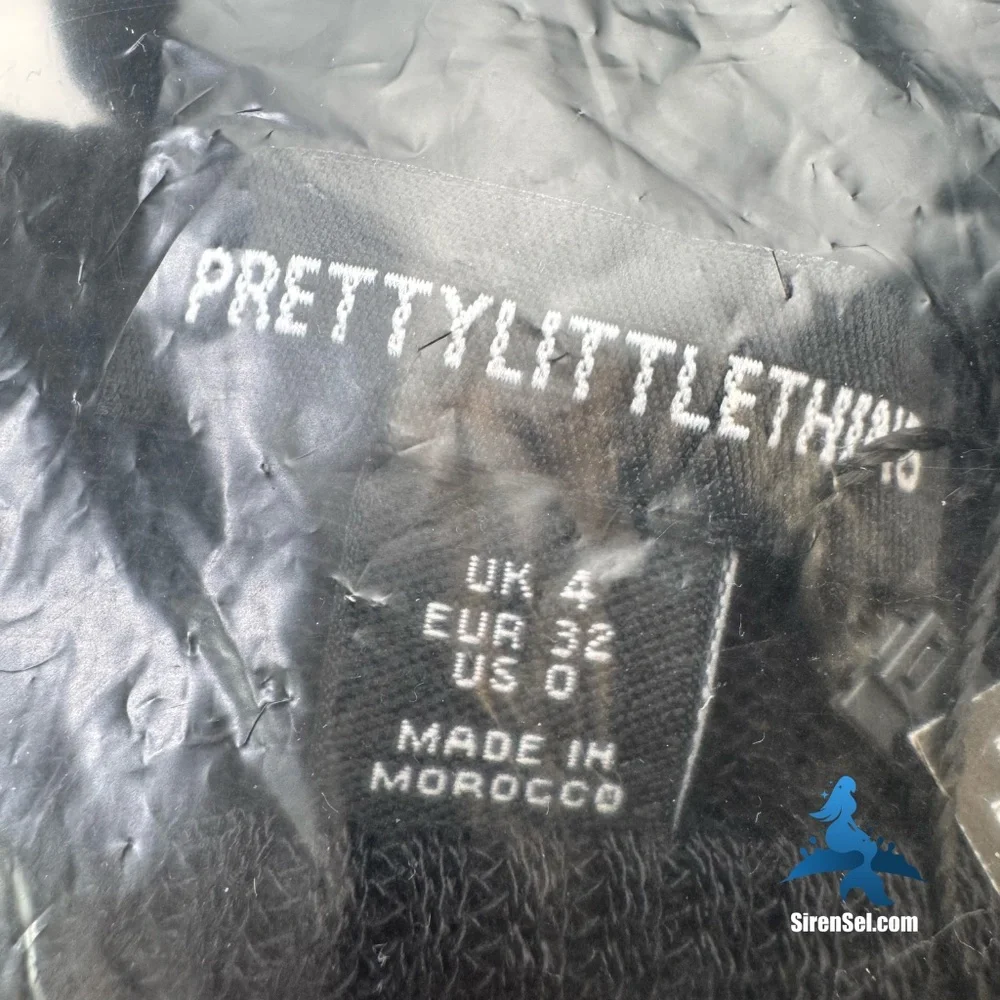 PRETTYLITTLETHING
UK 4
EUR 32
US 0
MADE IN
MOROCCO
SirenSel.com